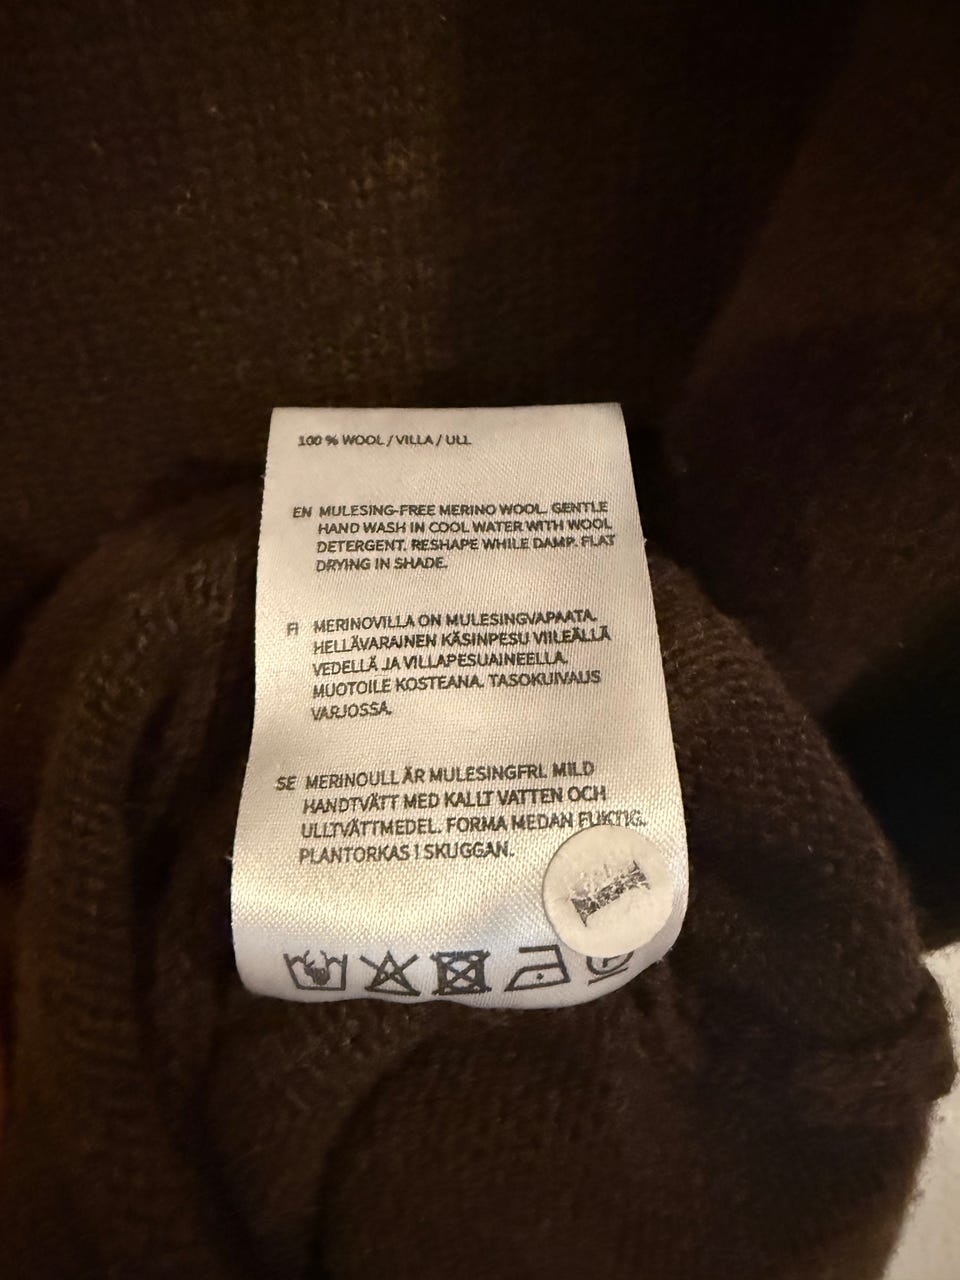 100 % WOOL / VILLA / ULL
EN MULESING-FREE MERINO WOOL. GENTLE
HAND WASH IN COOL WATER WITH WOOL
DETERGENT. RESHAPE WHILE DAMP. FLAT
DRYING IN SHADE.
FI MERINOVILLA ON MULESINGVAPAATA.
HELLÄVARAINEN KÄSINPESU VIILEÄLLÄ
VEDELLÄ JA VILLAPESUAINEELLA.
MUOTOILE KOSTEANA. TASOKUIVAUS
VARJOSSA.
SE MERINOULL ÄR MULESINGFRI. MILD
HANDTVÄTT MED KALLT VATTEN OCH
ULLTVÄTTMEDEL. FORMA MEDAN FUKTIG.
PLANTORKAS I SKUGGAN.
P